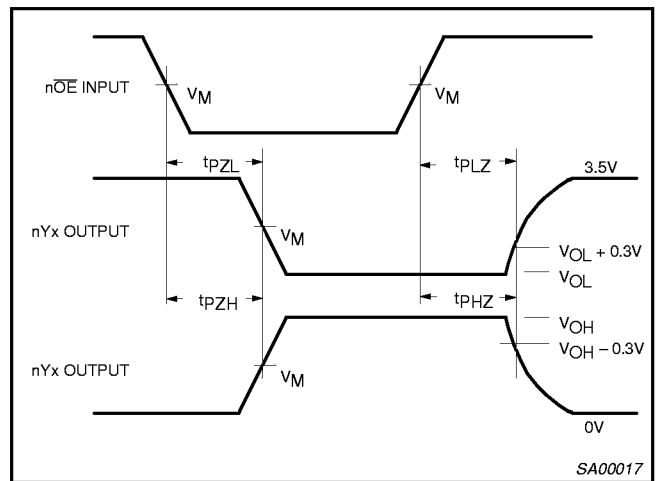 nOE INPUT
VM
VM
tPZL
tPLZ
3.5V
nYx OUTPUT
VM
VOL + 0.3V
VOL
tPZH
tPHZ
VOH
VOH – 0.3V
nYx OUTPUT
VM
0V
SA00017